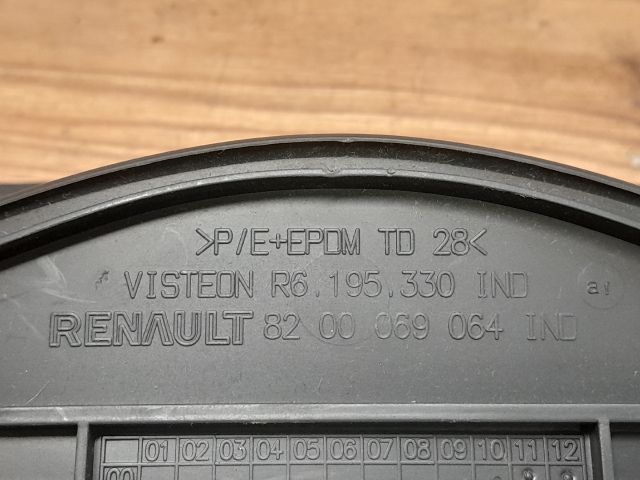 >P/E+EPDM TD 28<
VISTEON R6.195.330 IND
RENAULT 82 00 069 064 IND
01 02 03 04 05 06 07 08 09 10 11 12
00